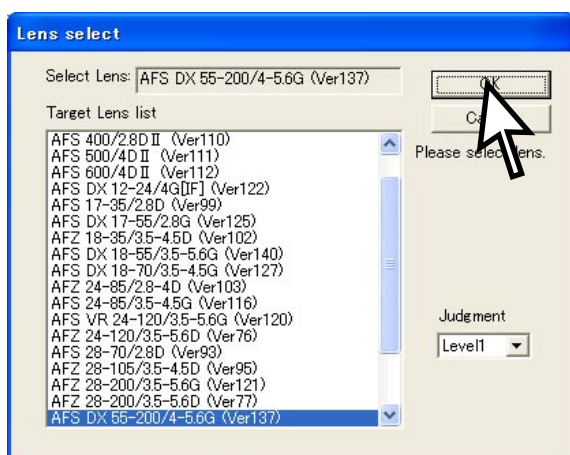 Lens select
Select Lens: AFS DX 55-200/4-5.6G (Ver137)
OK
Target Lens list
Please select lens.
AFS 400/2.8D II (Ver110)
AFS 500/4D II (Ver111)
AFS 600/4D II (Ver112)
AFS DX 12-24/4G[IF] (Ver122)
AFS 17-35/2.8D (Ver99)
AFS DX 17-55/2.8G (Ver125)
AFZ 18-35/3.5-4.5D (Ver102)
AFS DX 18-55/3.5-5.6G (Ver140)
AFS DX 18-70/3.5-4.5G (Ver127)
AFZ 24-85/2.8-4D (Ver103)
AFS 24-85/3.5-4.5G (Ver116)
AFS VR 24-120/3.5-5.6G (Ver120)
AFZ 24-120/3.5-5.6D (Ver76)
AFS 28-70/2.8D (Ver93)
AFZ 28-105/3.5-4.5D (Ver95)
AFZ 28-200/3.5-5.6G (Ver121)
AFZ 28-200/3.5-5.6D (Ver77)
AFS DX 55-200/4-5.6G (Ver137)
Judgment
Level1